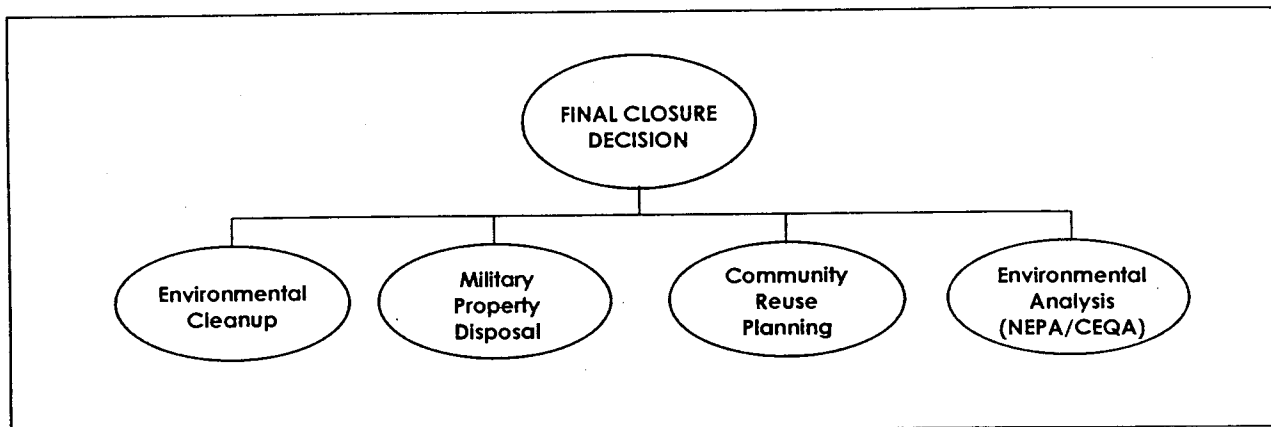 FINAL CLOSURE
DECISION
Environmental
Cleanup
Military
Property
Disposal
Community
Reuse
Planning
Environmental
Analysis
(NEPA/CEQA)